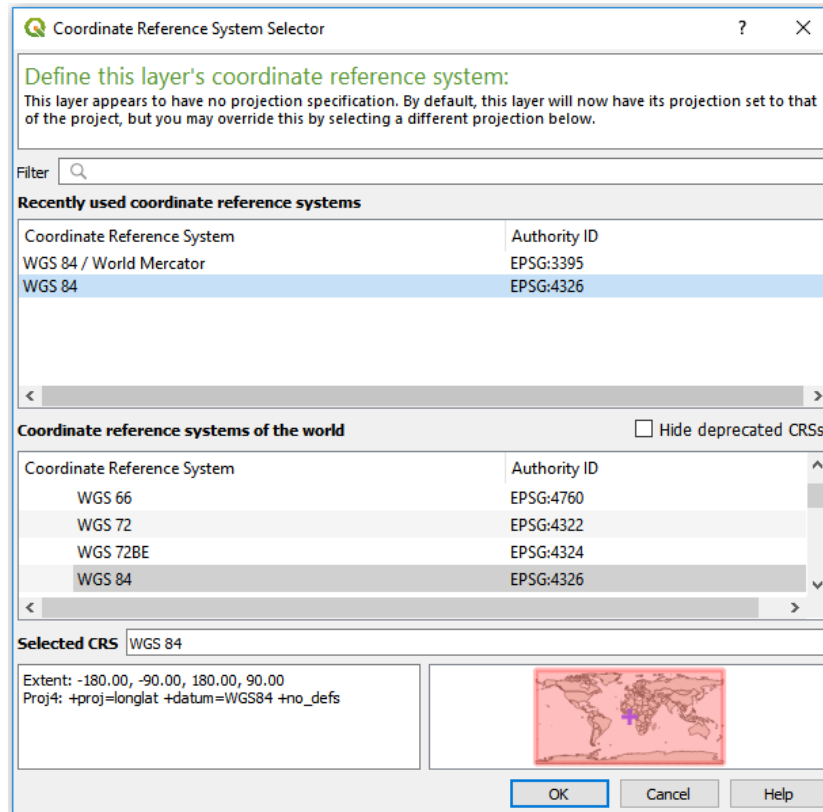 Coordinate Reference System Selector ?
Define this layer's coordinate reference system:
This layer appears to have no projection specification. By default, this layer will now have its projection set to that
of the project, but you may override this by selecting a different projection below.
Filter
Recently used coordinate reference systems
Coordinate Reference System Authority ID
WGS 84 / World Mercator EPSG:3395
WGS 84 EPSG:4326
Coordinate reference systems of the world Hide deprecated CRSs
Coordinate Reference System Authority ID
WGS 66 EPSG:4760
WGS 72 EPSG:4322
WGS 72BE EPSG:4324
WGS 84 EPSG:4326
Selected CRS WGS 84
Extent: -180.00, -90.00, 180.00, 90.00
Proj4: +proj=longlat +datum=WGS84 +no_defs
OK Cancel Help